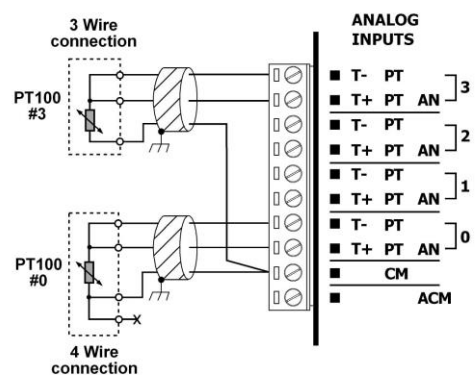 3 Wire
connection
PT100
#3
PT100
#0
4 Wire
connection
ANALOG
INPUTS
T- PT
T+ PT AN
3
T- PT
T+ PT AN
2
T- PT
T+ PT AN
1
T- PT
T+ PT AN
0
CM
ACM